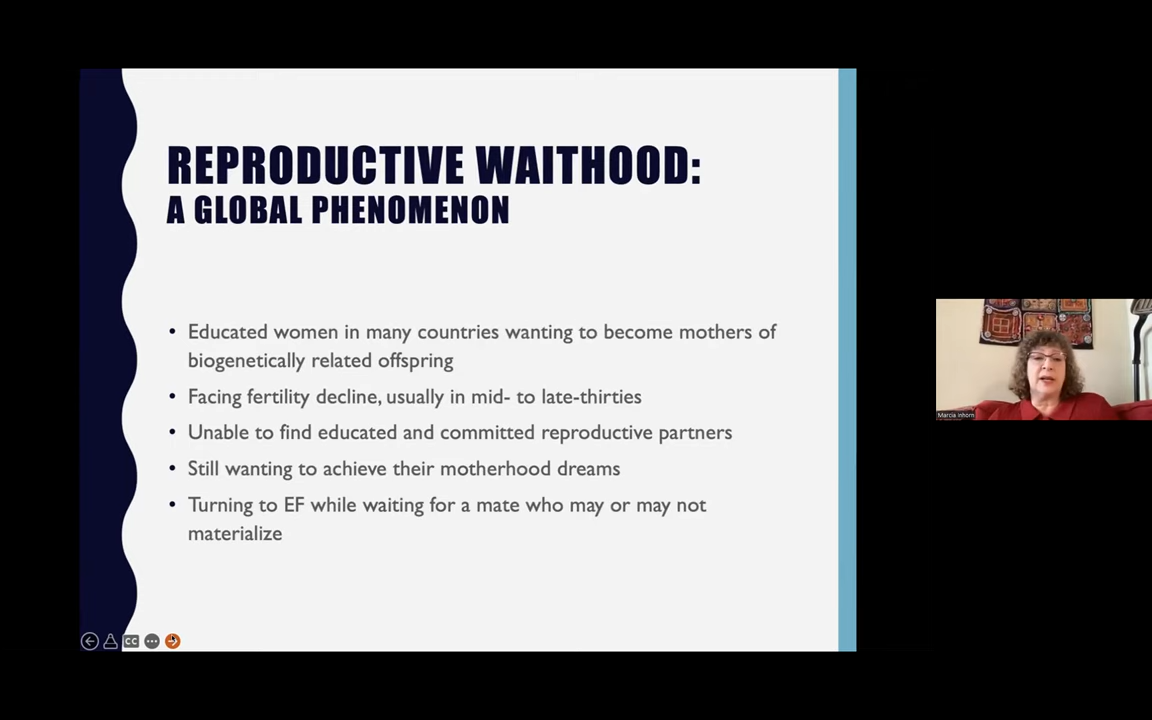 REPRODUCTIVE WAITHOOD:
A GLOBAL PHENOMENON
• Educated women in many countries wanting to become mothers of
biogenetically related offspring
• Facing fertility decline, usually in mid- to late-thirties
• Unable to find educated and committed reproductive partners
• Still wanting to achieve their motherhood dreams
• Turning to EF while waiting for a mate who may or may not
materialize
CC
Marcia Inhorn